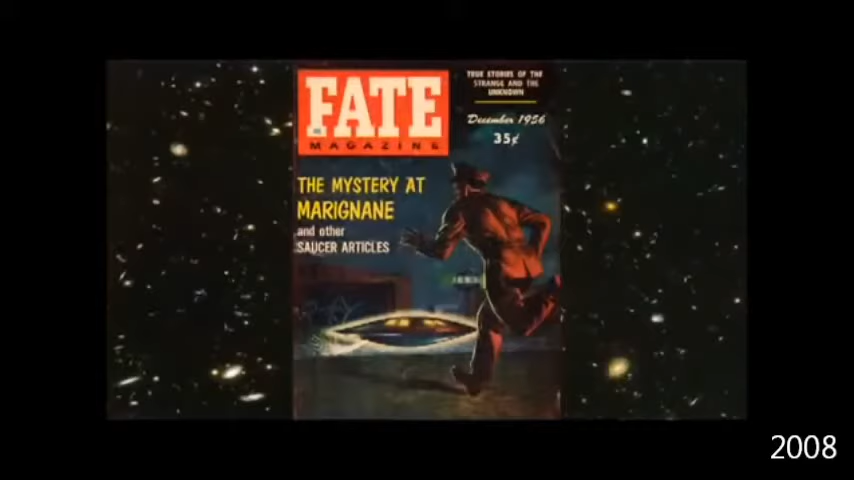 FATE
MAGAZINE
TRUE STORIES OF THE
STRANGE AND THE
UNKNOWN
December 1956
35¢
THE MYSTERY AT
MARIGNANE
and other
SAUCER ARTICLES
2008